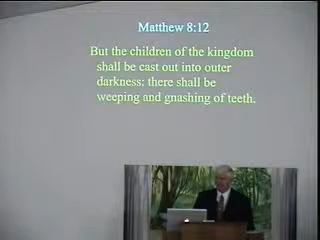 Matthew 8:12
But the children of the kingdom
shall be cast out into outer
darkness: there shall be
weeping and gnashing of teeth.